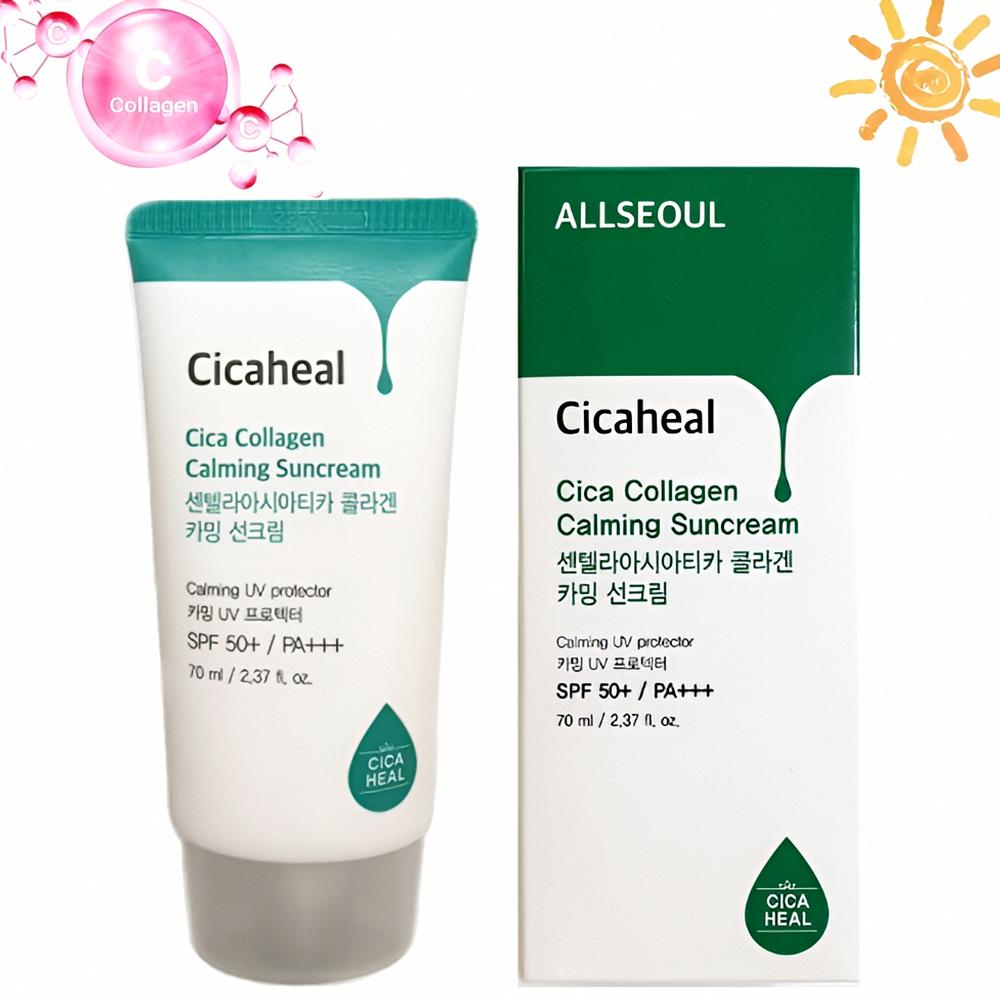 C
Collagen
C
C
Cicaheal
Cica Collagen
Calming Suncream
센텔라아시아티카 콜라겐
카밍 선크림
Calming UV protector
카밍 UV 프로텍터
SPF 50+ / PA+++
70 ml / 2.37 fl. oz.
CICA
HEAL
ALLSEOUL
Cicaheal
Cica Collagen
Calming Suncream
센텔라아시아티카 콜라겐
카밍 선크림
Calming UV protector
카밍 UV 프로텍터
SPF 50+ / PA+++
70 ml / 2.37 fl. oz.
CICA
HEAL